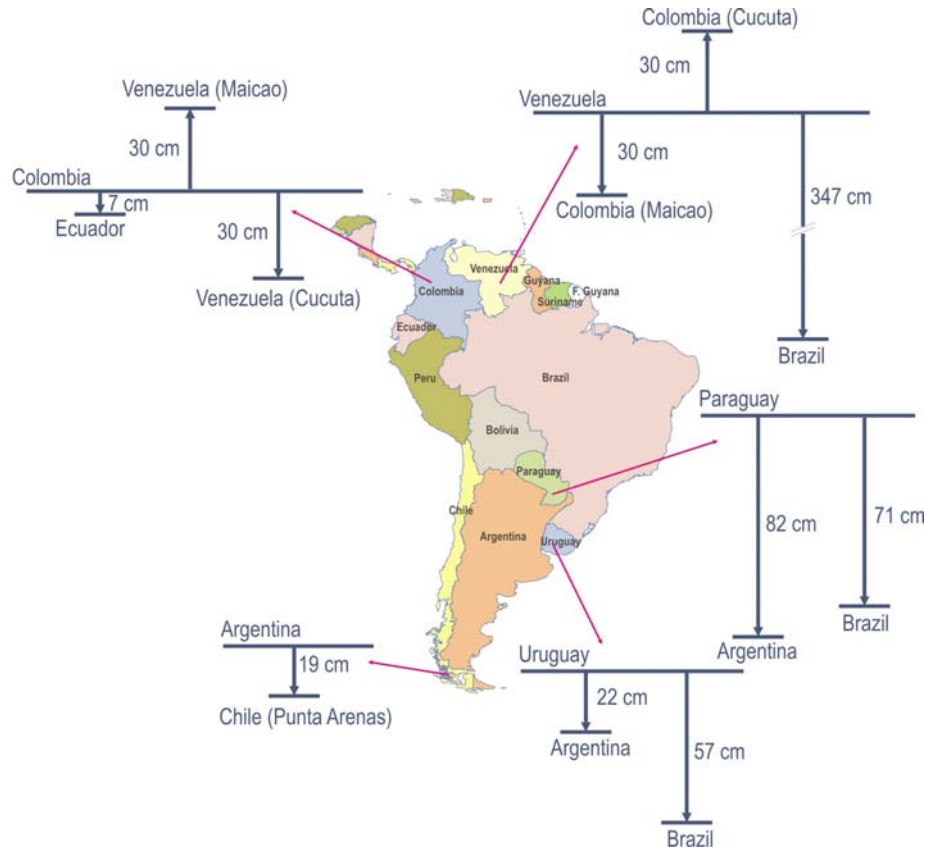 Colombia (Cucuta)
30 cm
Venezuela
30 cm
Colombia (Maicao)
347 cm
Brazil
Venezuela (Maicao)
30 cm
Colombia
7 cm
Ecuador
30 cm
Venezuela (Cucuta)
Venezuela
Guyana
Suriname
F. Guyana
Colombia
Ecuador
Peru
Brazil
Bolivia
Paraguay
Chile
Argentina
Uruguay
Paraguay
82 cm
71 cm
Brazil
Argentina
Argentina
19 cm
Chile (Punta Arenas)
Uruguay
22 cm
Argentina
57 cm
Brazil